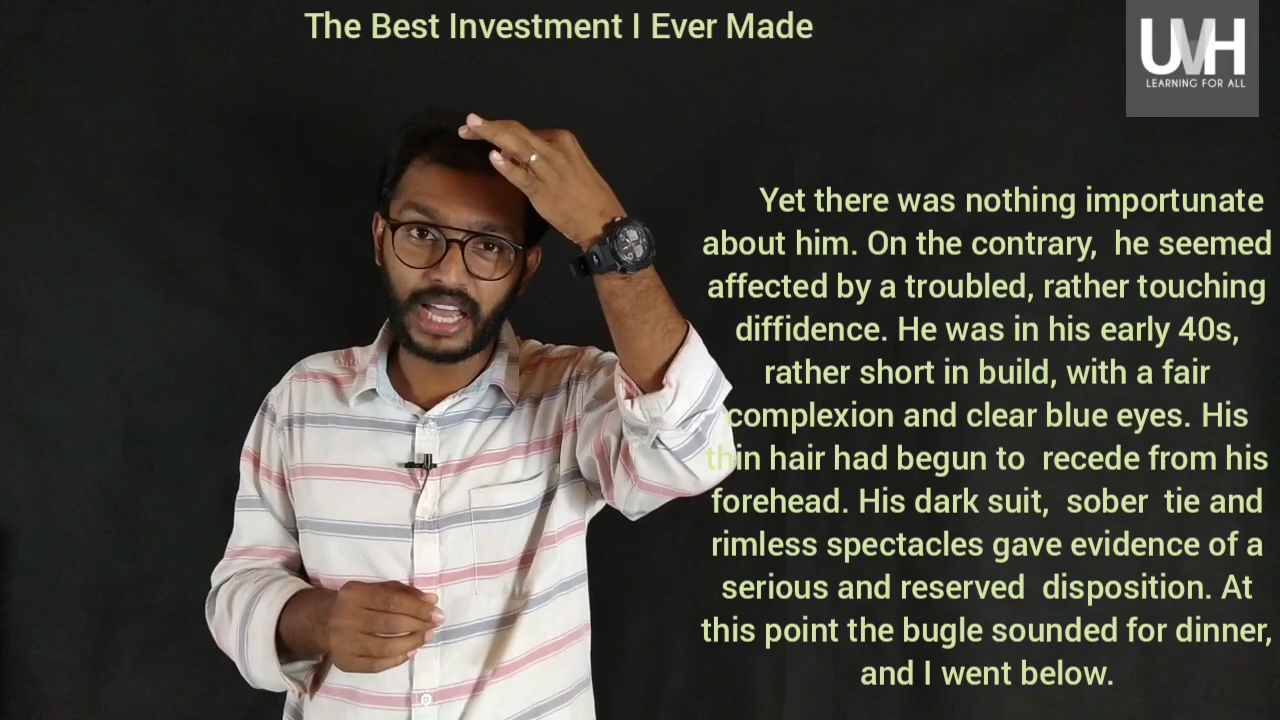 The Best Investment I Ever Made
UVH
LEARNING FOR ALL
Yet there was nothing importunate
about him. On the contrary, he seemed
affected by a troubled, rather touching
diffidence. He was in his early 40s,
rather short in build, with a fair
complexion and clear blue eyes. His
thin hair had begun to recede from his
forehead. His dark suit, sober tie and
rimless spectacles gave evidence of a
serious and reserved disposition. At
this point the bugle sounded for dinner,
and I went below.